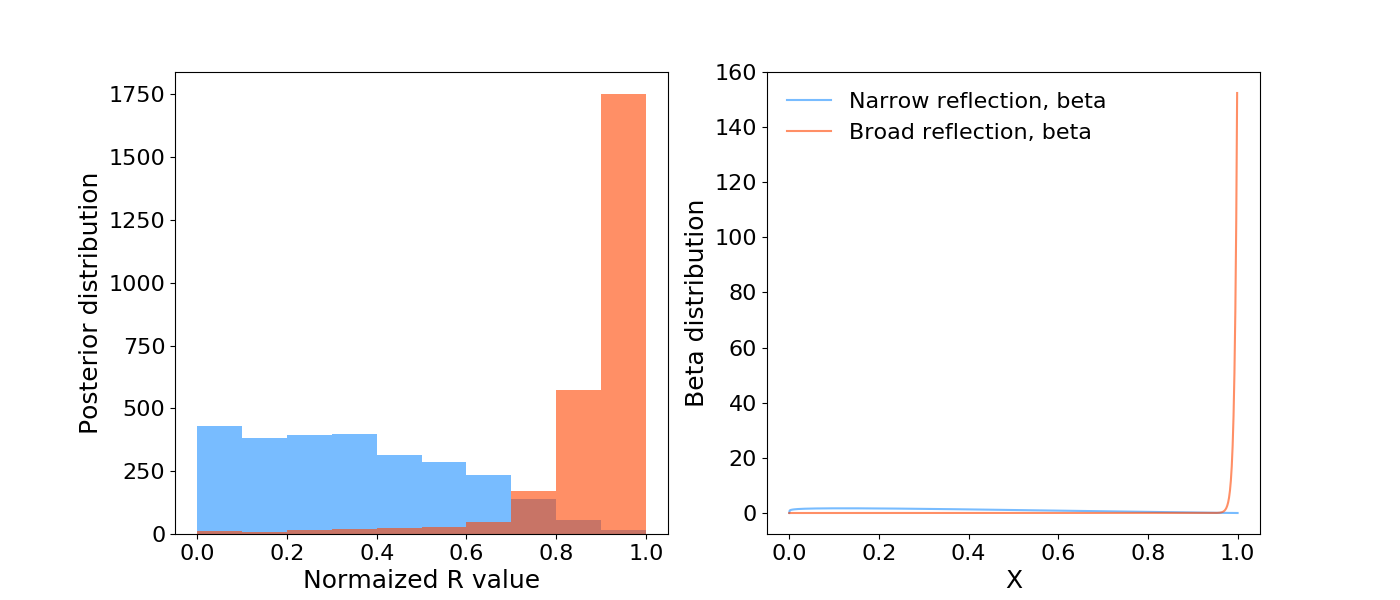 Posterior distribution
1750
1500
1250
1000
750
500
250
0
0.0 0.2 0.4 0.6 0.8 1.0
Normaized R value
Beta distribution
160
140
120
100
80
60
40
20
0
Narrow reflection, beta
Broad reflection, beta
0.0 0.2 0.4 0.6 0.8 1.0
X